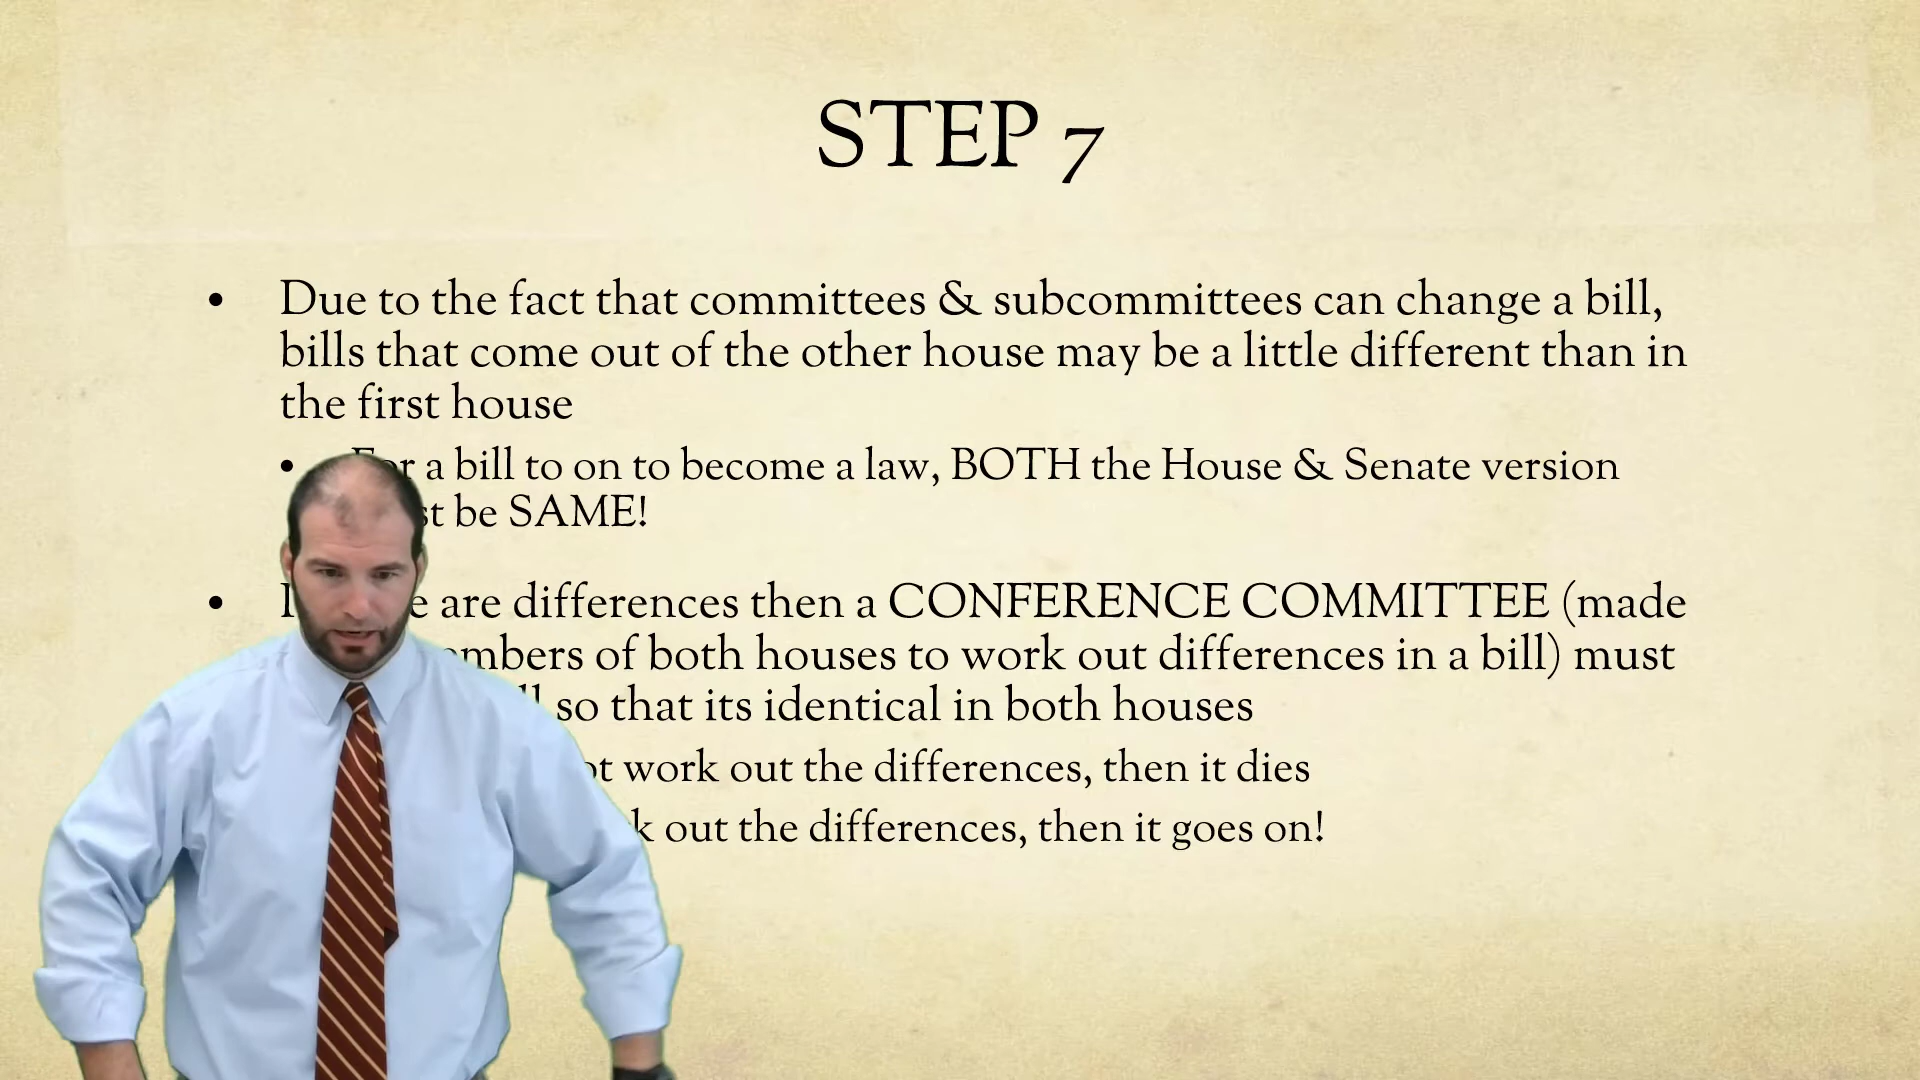 STEP 7
• Due to the fact that committees & subcommittees can change a bill,
bills that come out of the other house may be a little different than in
the first house
• For a bill to on to become a law, BOTH the House & Senate version
be SAME!
• are differences then a CONFERENCE COMMITTEE (made
of both houses to work out differences in a bill) must
so that its identical in both houses
work out the differences, then it dies
out the differences, then it goes on!